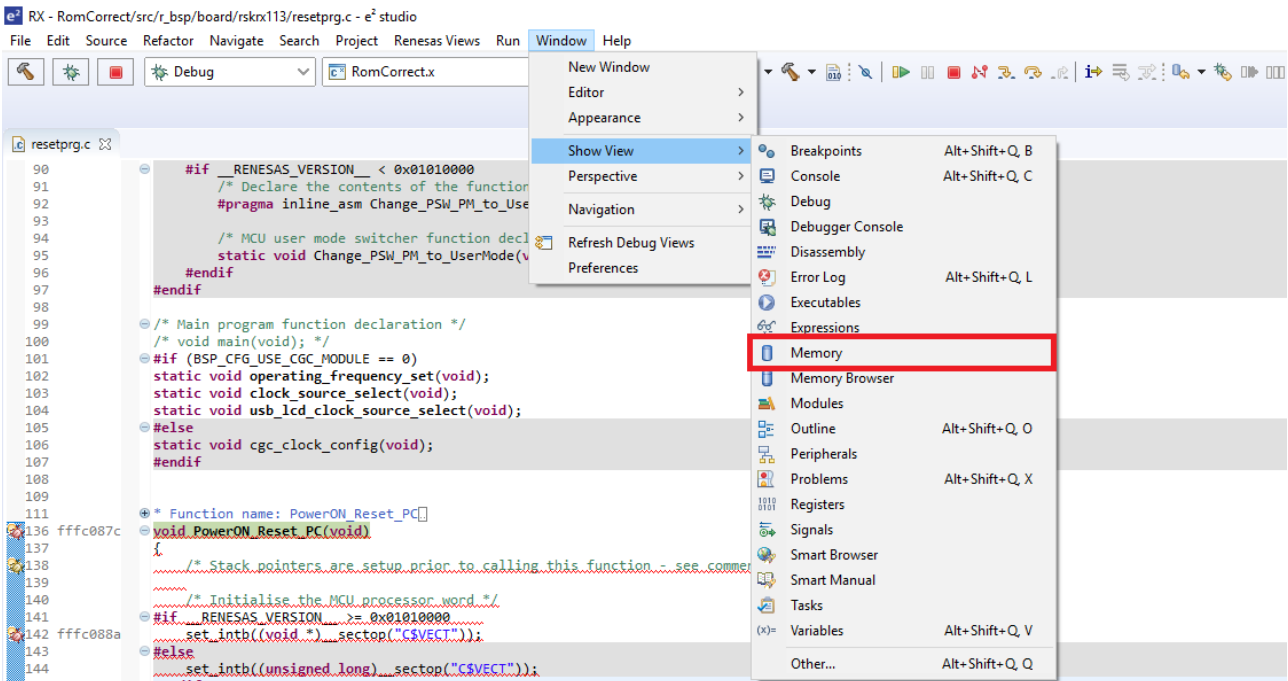 RX - RomCorrect/src/r_bsp/board/rskrx113/resetprg.c - e² studio
File Edit Source Refactor Navigate Search Project Renesas Views Run Window Help
Debug
RomCorrect.x
New Window
Editor
Appearance
Show View
Perspective
Navigation
Refresh Debug Views
Preferences
Breakpoints Alt+Shift+Q, B
Console Alt+Shift+Q, C
Debug
Debugger Console
Disassembly
Error Log Alt+Shift+Q, L
Executables
Expressions
Memory
Memory Browser
Modules
Outline Alt+Shift+Q, O
Peripherals
Problems Alt+Shift+Q, X
Registers
Signals
Smart Browser
Smart Manual
Tasks
Variables Alt+Shift+Q, V
Other... Alt+Shift+Q, Q
resetprg.c
90 #if __RENESAS_VERSION__ < 0x01010000
91 /* Declare the contents of the function
92 #pragma inline_asm Change_PSW_PM_to_Use
93
94 /* MCU user mode switcher function decl
95 static void Change_PSW_PM_to_UserMode(v
96 #endif
97 #endif
98
99 /* Main program function declaration */
100 /* void main(void); */
101 #if (BSP_CFG_USE_CGC_MODULE == 0)
102 static void operating_frequency_set(void);
103 static void clock_source_select(void);
104 static void usb_lcd_clock_source_select(void);
105 #else
106 static void cgc_clock_config(void);
107 #endif
108
109
111 * Function name: PowerON_Reset_PC
136 fffc087c void PowerON_Reset_PC(void)
137 {
138 /* Stack pointers are setup prior to calling this function - see comme
139
140 /* Initialise the MCU processor word */
141 #if __RENESAS_VERSION__ >= 0x01010000
142 fffc088a set_intb((void *)__sectop("C$VECT"));
143 #else
144 set_intb((unsigned long)__sectop("C$VECT"));